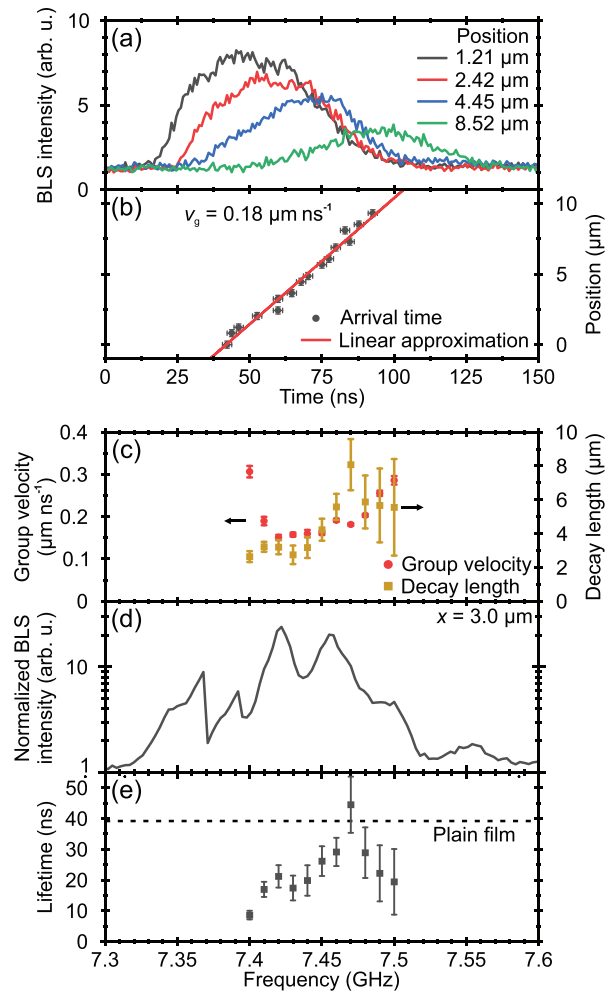 (a)
Position
1.21 µm
2.42 µm
4.45 µm
8.52 µm
BLS intensity (arb. u.)
10
5
0
(b)
v_g = 0.18 µm ns⁻¹
Arrival time
Linear approximation
Position (µm)
10
5
0
0 25 50 75 100 125 150
Time (ns)
(c)
Group velocity
(µm ns⁻¹)
0.4
0.3
0.2
0.1
Decay length (µm)
10
8
6
4
2
0
Group velocity
Decay length
(d)
x = 3.0 µm
Normalized BLS
intensity (arb. u.)
10
1
(e)
Lifetime (ns)
50
40
30
20
10
0
Plain film
7.3 7.35 7.4 7.45 7.5 7.55 7.6
Frequency (GHz)